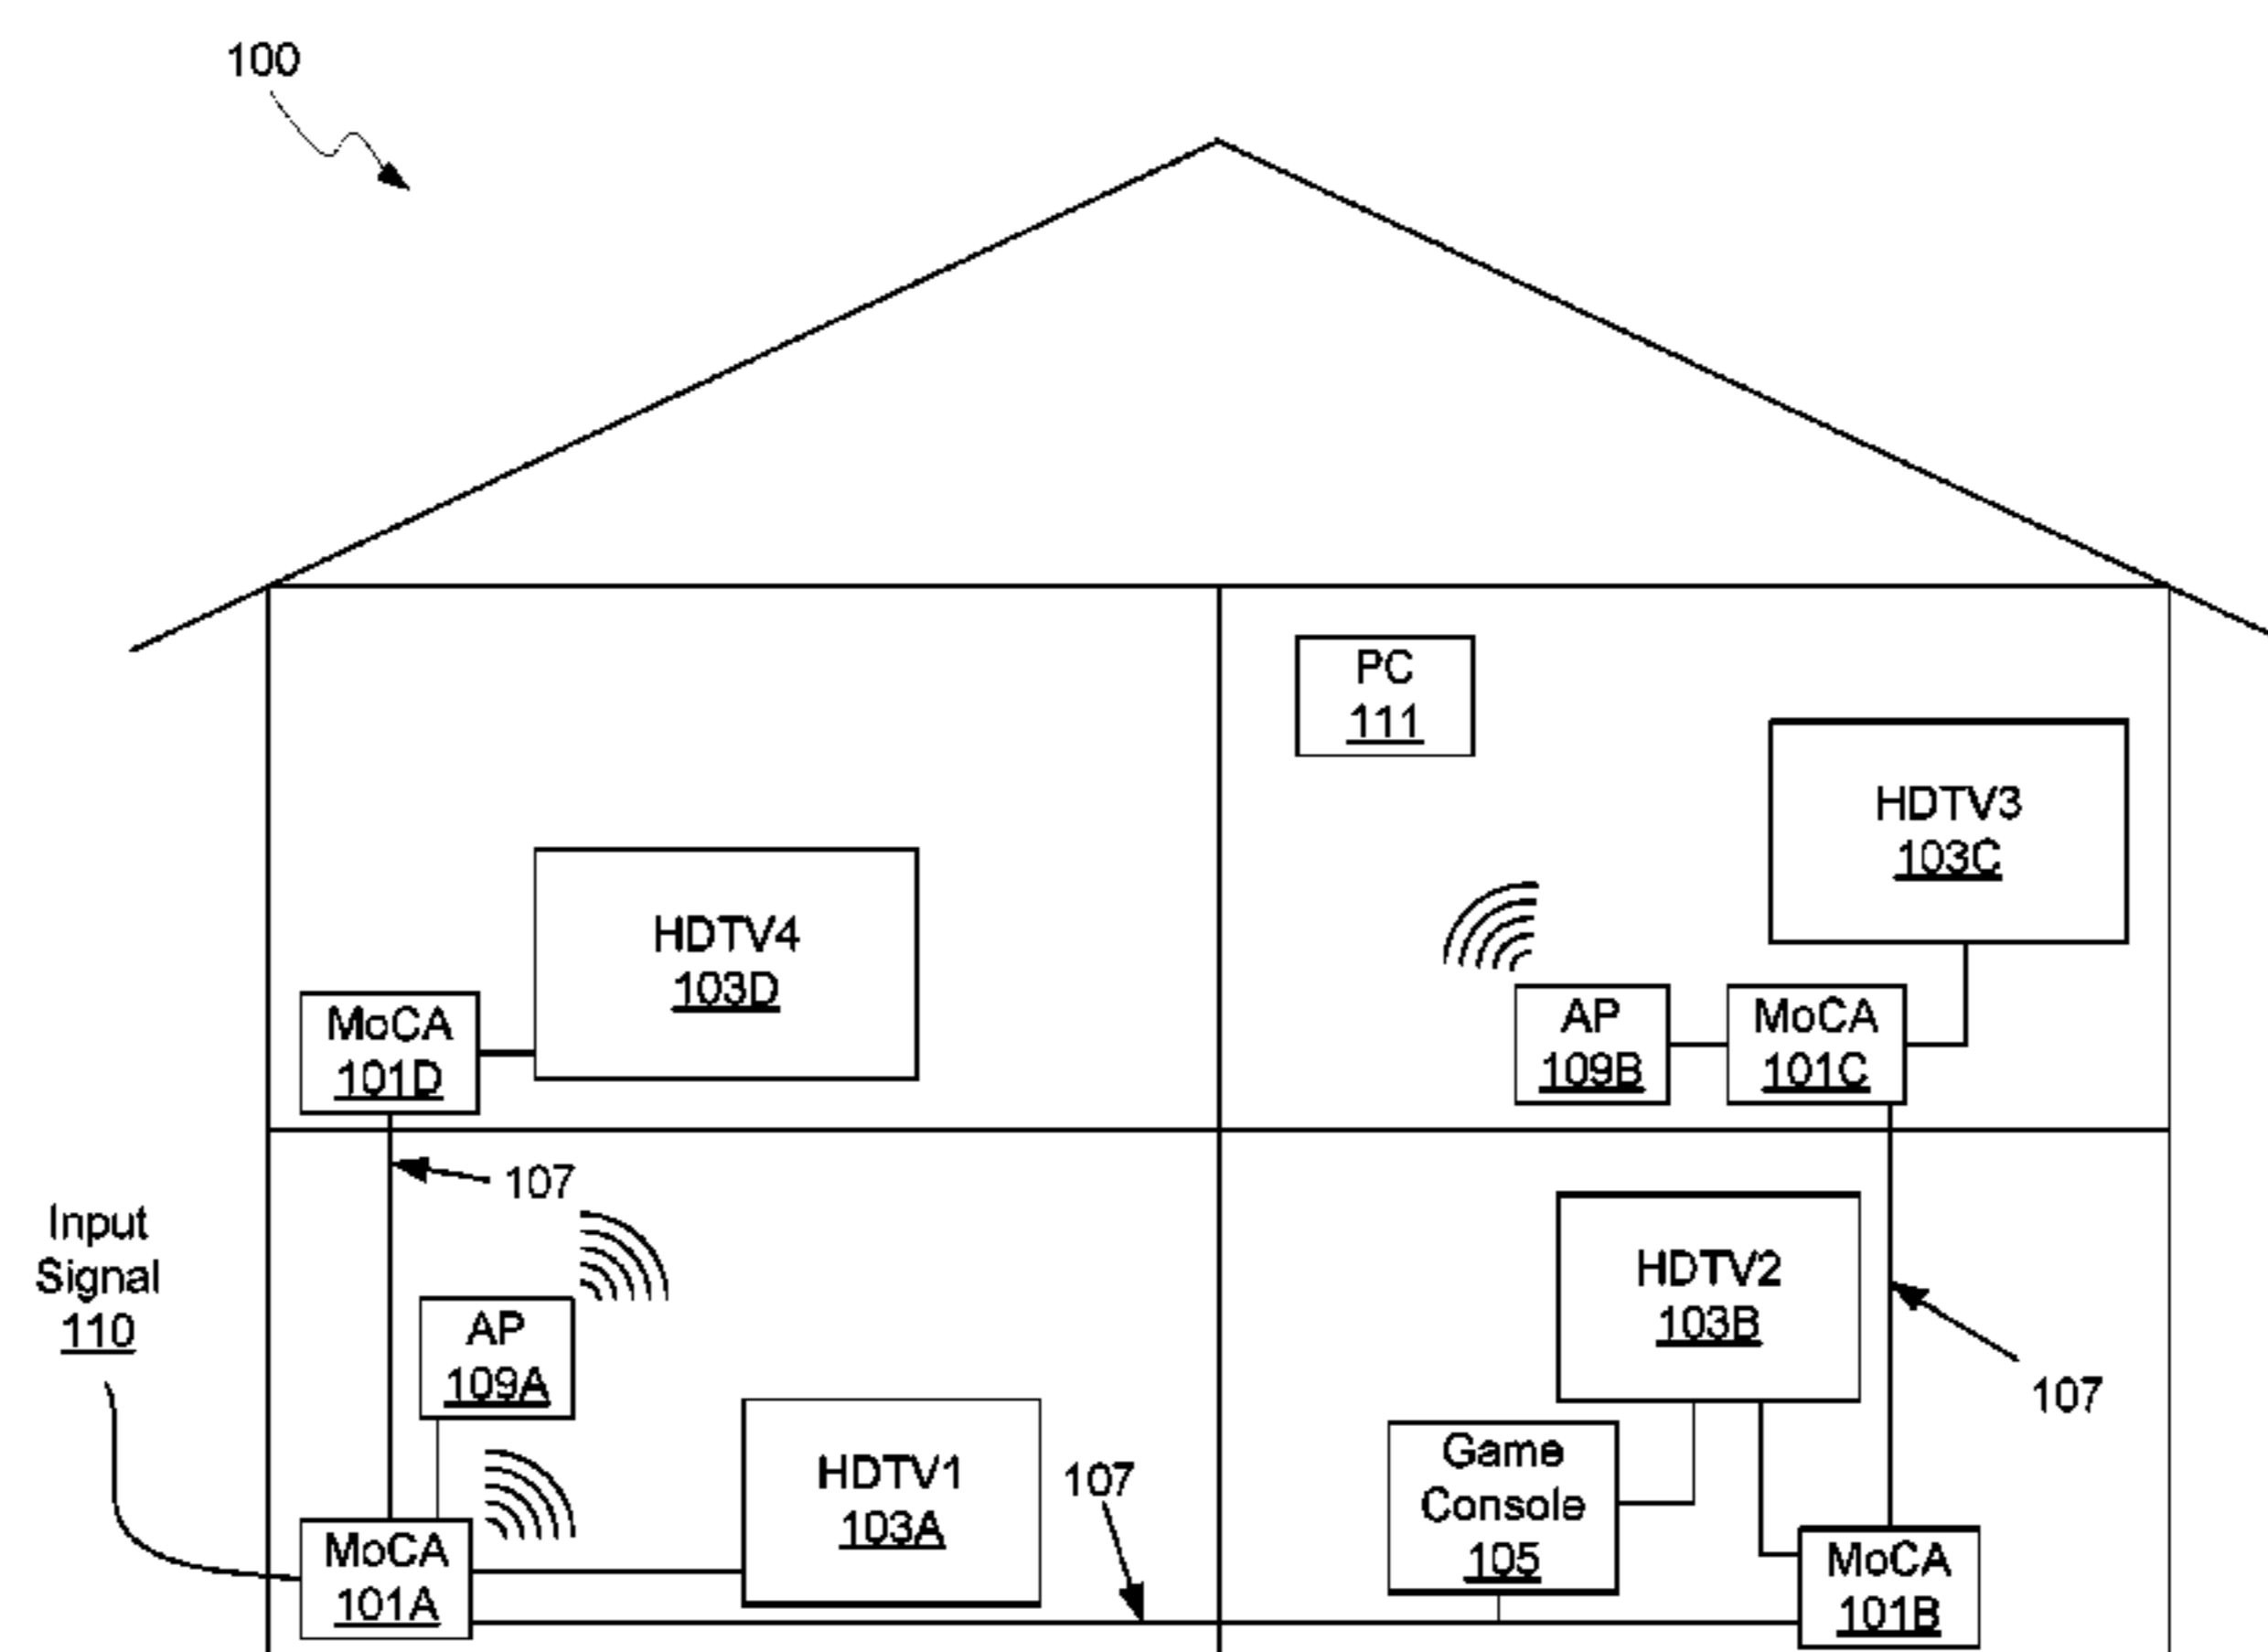 100
PC
111
HDTV3
103C
HDTV4
103D
MoCA
101D
AP
109B
MoCA
101C
107
Input
Signal
110
AP
109A
HDTV2
103B
107
HDTV1
103A
107
Game
Console
105
MoCA
101A
MoCA
101B